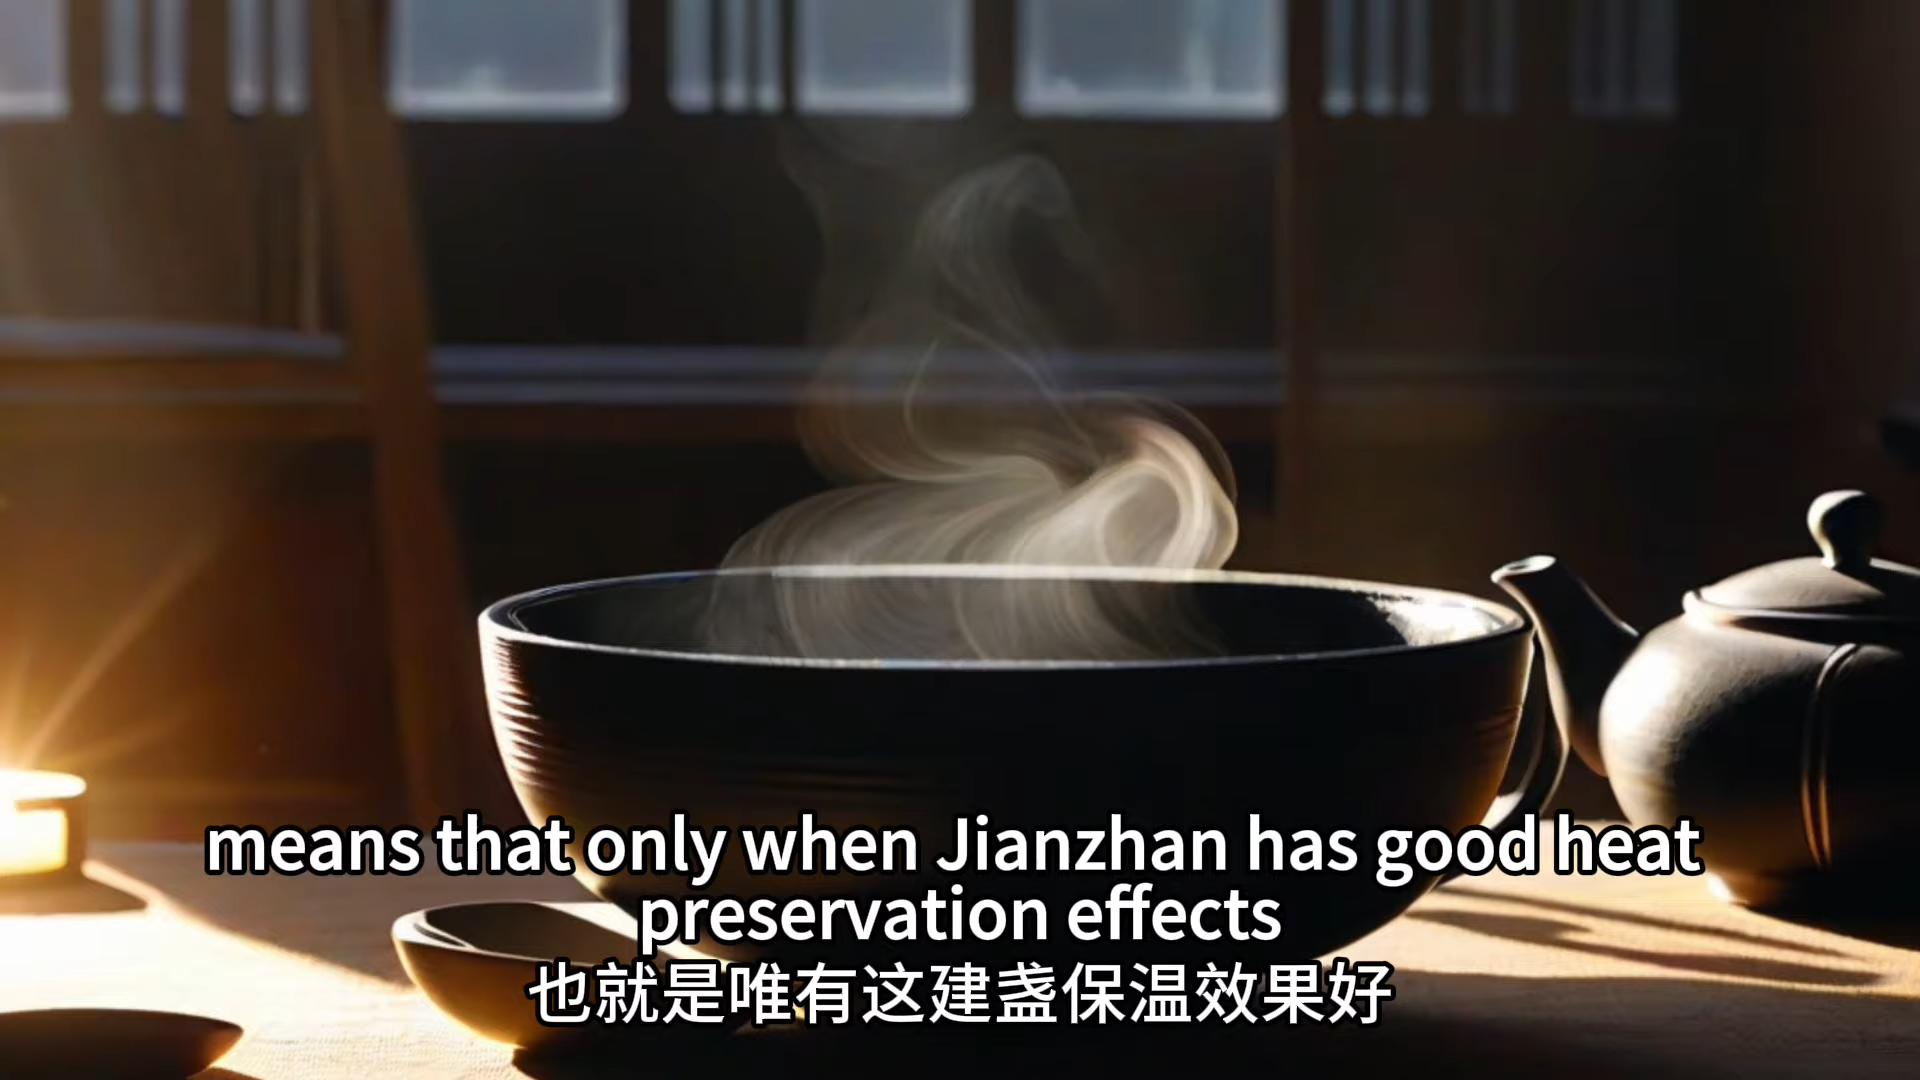 means that only when Jianzhan has good heat
preservation effects
也就是唯有这建盏保温效果好